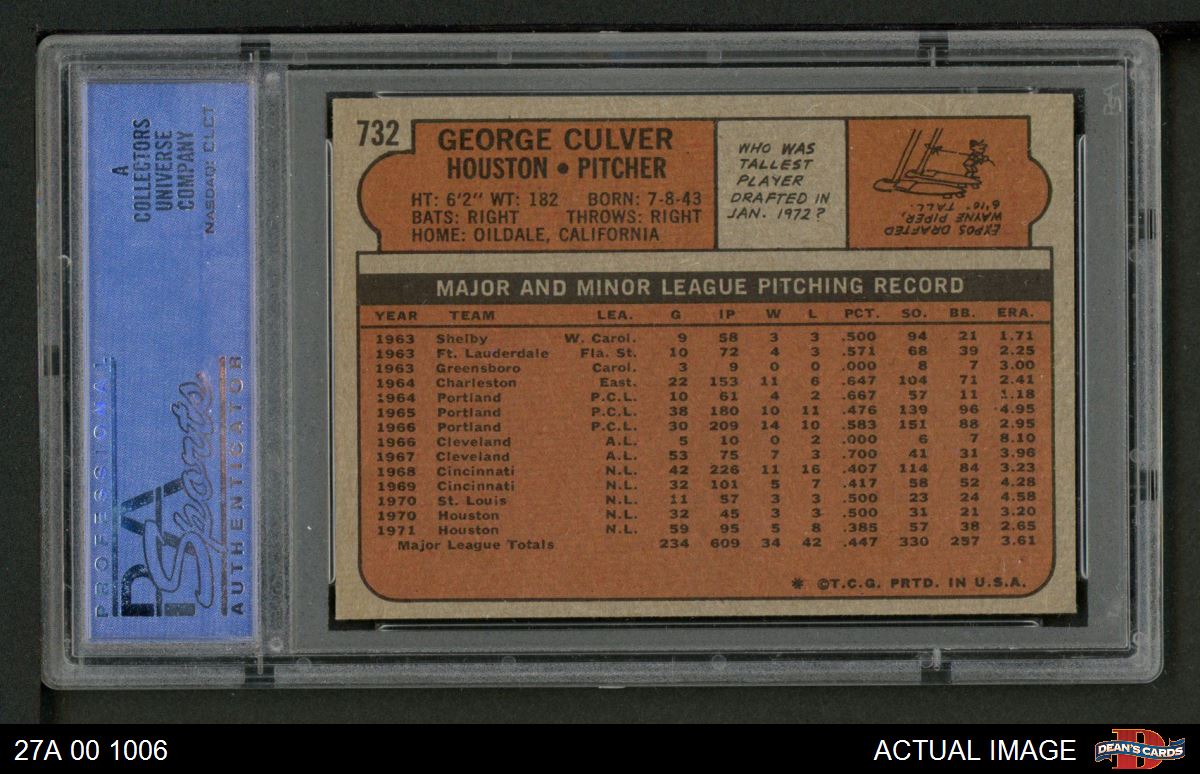 A
COLLECTORS
UNIVERSE
COMPANY
NASDAQ: CLCT
PROFESSIONAL
PSA
Sports
AUTHENTICATOR
732
GEORGE CULVER
HOUSTON • PITCHER
HT: 6'2" WT: 182 BORN: 7-8-43
BATS: RIGHT THROWS: RIGHT
HOME: OILDALE, CALIFORNIA
WHO WAS
TALLEST
PLAYER
DRAFTED IN
JAN. 1972?
EXPOS DRAFTED
WAYNE PIPER,
6'10" TALL.
MAJOR AND MINOR LEAGUE PITCHING RECORD
YEAR TEAM LEA. G IP W L PCT. SO. BB. ERA.
1963 Shelby W. Carol. 9 58 3 3 .500 94 21 1.71
1963 Ft. Lauderdale Fla. St. 10 72 4 3 .571 68 39 2.25
1963 Greensboro Carol. 3 9 0 0 .000 8 7 3.00
1964 Charleston East. 22 153 11 6 .647 104 71 2.41
1964 Portland P.C.L. 10 61 4 2 .667 57 11 1.18
1965 Portland P.C.L. 38 180 10 11 .476 139 96 4.95
1966 Portland P.C.L. 30 209 14 10 .583 151 88 2.95
1966 Cleveland A.L. 5 10 0 2 .000 6 7 8.10
1967 Cleveland A.L. 53 75 7 3 .700 41 31 3.96
1968 Cincinnati N.L. 42 226 11 16 .407 114 84 3.23
1969 Cincinnati N.L. 32 101 5 7 .417 58 52 4.28
1970 St. Louis N.L. 11 57 3 3 .500 23 24 4.58
1970 Houston N.L. 32 45 3 3 .500 31 21 3.20
1971 Houston N.L. 59 95 5 8 .385 57 38 2.65
Major League Totals 234 609 34 42 .447 330 257 3.61
* ©T.C.G. PRTD. IN U.S.A.
27A 00 1006
ACTUAL IMAGE
D
DEAN'S CARDS